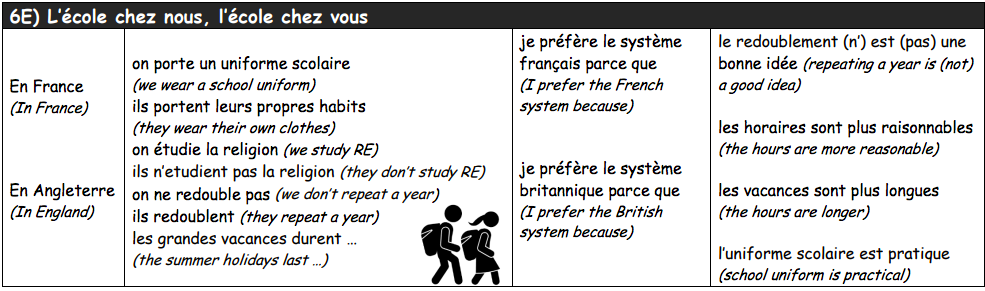 6E) L'école chez nous, l'école chez vous
En France
(In France)
En Angleterre
(In England)
on porte un uniforme scolaire
(we wear a school uniform)
ils portent leurs propres habits
(they wear their own clothes)
on étudie la religion (we study RE)
ils n'etudient pas la religion (they don't study RE)
on ne redouble pas (we don't repeat a year)
ils redoublent (they repeat a year)
les grandes vacances durent …
(the summer holidays last …)
je préfère le système
français parce que
(I prefer the French
system because)
je préfère le système
britannique parce que
(I prefer the British
system because)
le redoublement (n') est (pas) une
bonne idée (repeating a year is (not)
a good idea)
les horaires sont plus raisonnables
(the hours are more reasonable)
les vacances sont plus longues
(the hours are longer)
l'uniforme scolaire est pratique
(school uniform is practical)